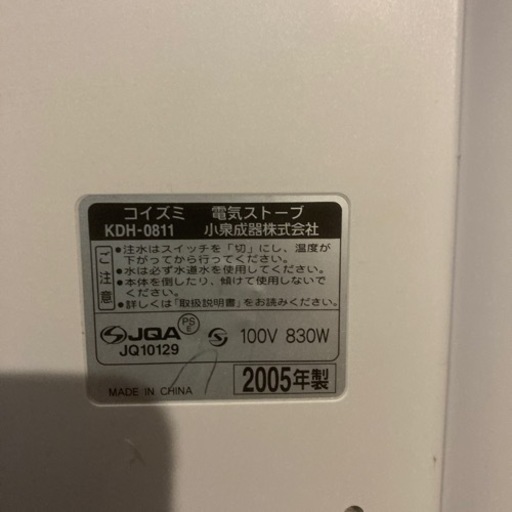 コイズミ 電気ストーブ
KDH-0811 小泉成器株式会社
ご注意
●注水はスイッチを「切」にし、温度が
下がってから行ってください。
●水は必ず水道水を使用してください。
●本体を倒したり、傾けて使用しないで
ください。
●詳しくは「取扱説明書」をお読みください。
JQA PSE 100V 830W
JQ10129
MADE IN CHINA 2005年製